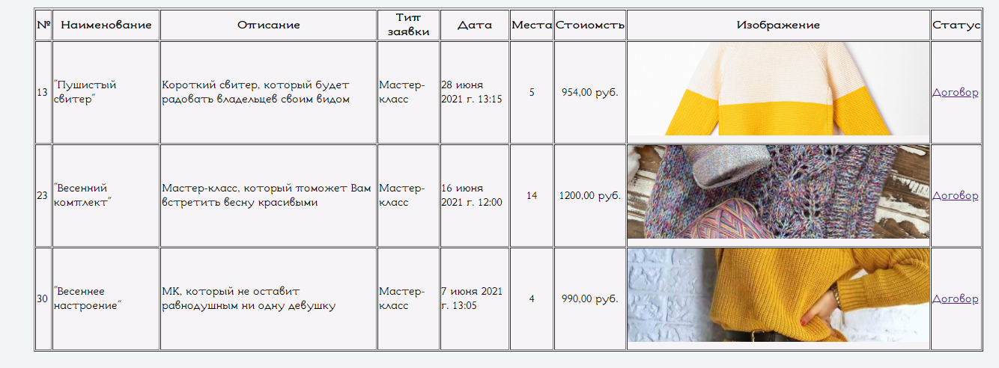 № Наименование Описание Тип заявки Дата Места Стоиомсть Изображение Статус
13 "Пушистый свитер" Короткий свитер, который будет радовать владельцев своим видом Мастер-класс 28 июня 2021 г. 13:15 5 954,00 руб. Договор
23 "Весенний комплект" Мастер-класс, который поможет Вам встретить весну красивыми Мастер-класс 16 июня 2021 г. 12:00 14 1200,00 руб. Договор
30 "Весеннее настроение" МК, который не оставит равнодушным ни одну девушку Мастер-класс 7 июня 2021 г. 13:05 4 990,00 руб. Договор